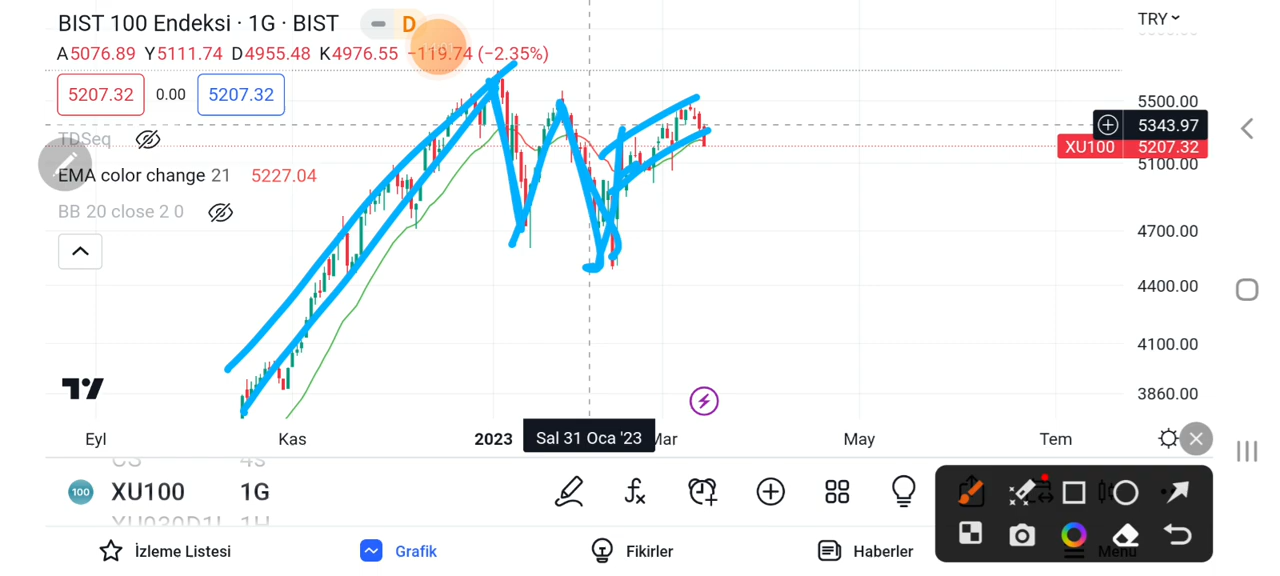 BIST 100 Endeksi · 1G · BIST
D
TRY
A5076.89 Y5111.74 D4955.48 K4976.55 −119.74 (−2.35%)
5207.32 0.00 5207.32
5500.00
5343.97
XU100 5207.32
5100.00
TDSeq
EMA color change 21 5227.04
BB 20 close 2 0
4700.00
4400.00
4100.00
3860.00
Eyl Kas 2023 Sal 31 Oca '23 Mar May Tem
100 XU100 1G
İzleme Listesi Grafik Fikirler Haberler Menü